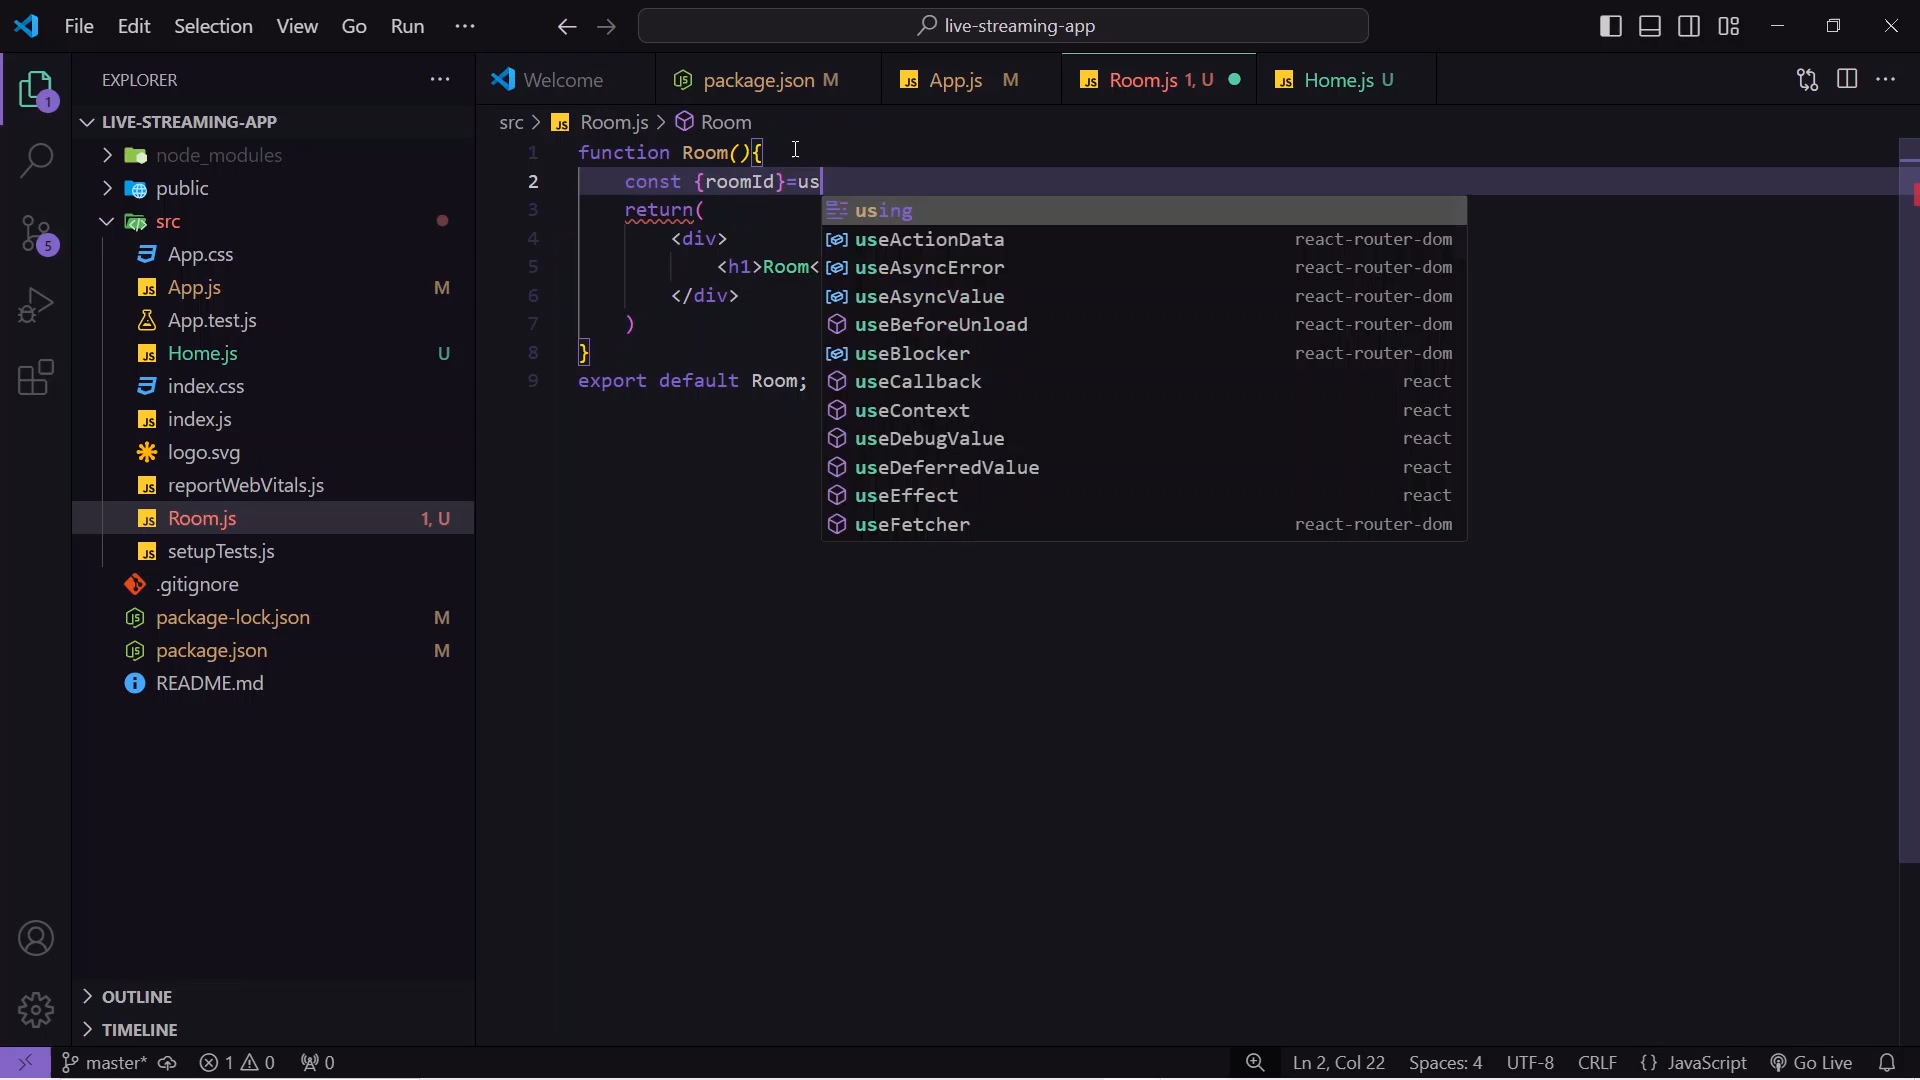 File Edit Selection View Go Run ··· live-streaming-app
EXPLORER ···
LIVE-STREAMING-APP
node_modules
public
src
App.css
App.js M
App.test.js
Home.js U
index.css
index.js
logo.svg
reportWebVitals.js
Room.js 1, U
setupTests.js
.gitignore
package-lock.json M
package.json M
README.md
OUTLINE
TIMELINE
1
5
Welcome package.json M App.js M Room.js 1, U Home.js U
src > JS Room.js > Room
1 function Room(){
2 const {roomId}=us
3 return(
4 <div>
5 <h1>Room<
6 </div>
7 )
8 }
9 export default Room;
using
useActionData react-router-dom
useAsyncError react-router-dom
useAsyncValue react-router-dom
useBeforeUnload react-router-dom
useBlocker react-router-dom
useCallback react
useContext react
useDebugValue react
useDeferredValue react
useEffect react
useFetcher react-router-dom
master* 1 0 0 Ln 2, Col 22 Spaces: 4 UTF-8 CRLF {} JavaScript Go Live